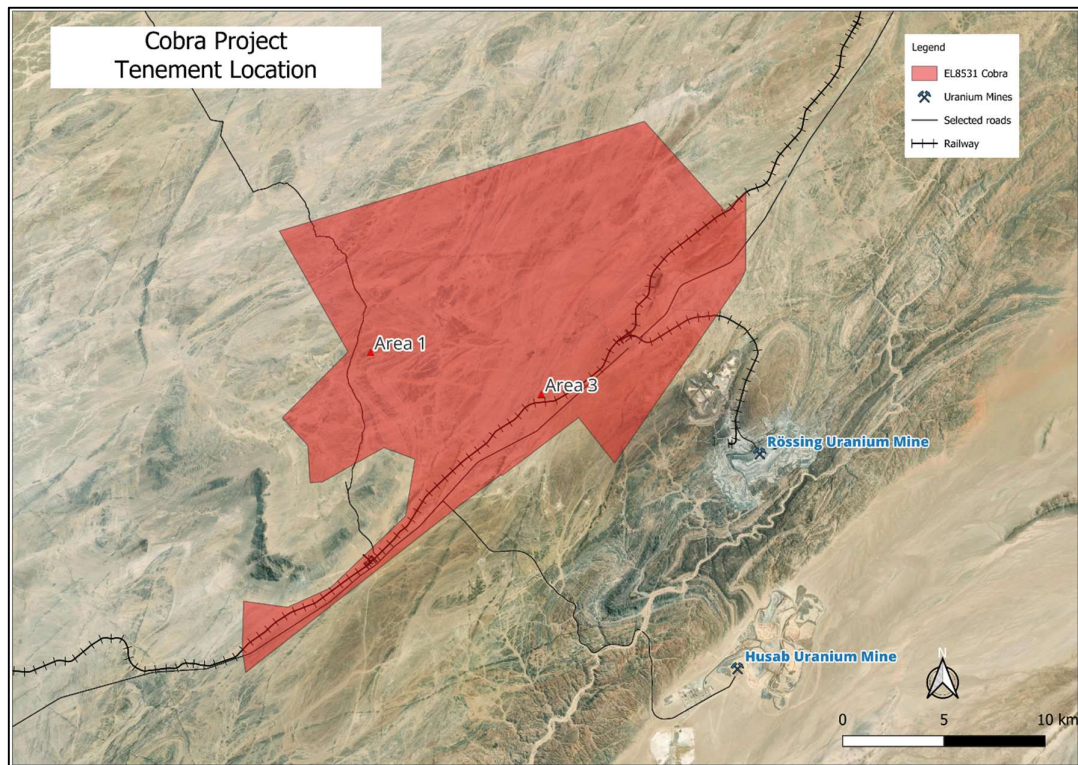 Cobra Project
Tenement Location
Legend
EL8531 Cobra
Uranium Mines
Selected roads
Railway
Area 1
Area 3
Rössing Uranium Mine
Husab Uranium Mine
N
0 5 10 km